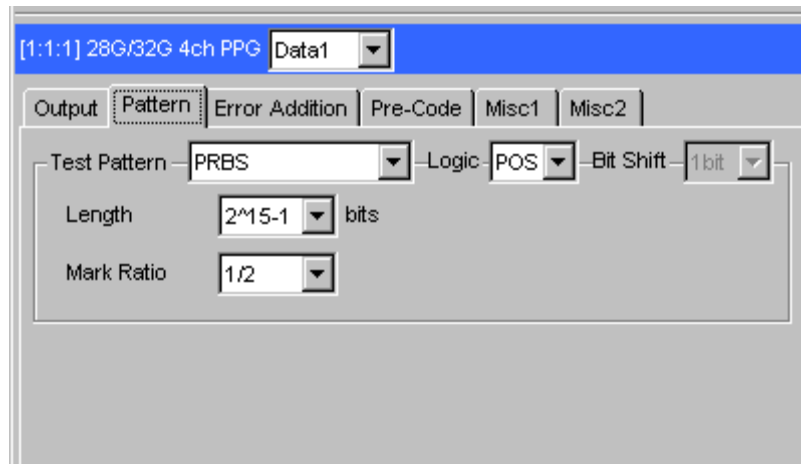 [1:1:1] 28G/32G 4ch PPG Data1
Output Pattern Error Addition Pre-Code Misc1 Misc2
Test Pattern PRBS Logic POS Bit Shift 1bit
Length 2^15-1 bits
Mark Ratio 1/2